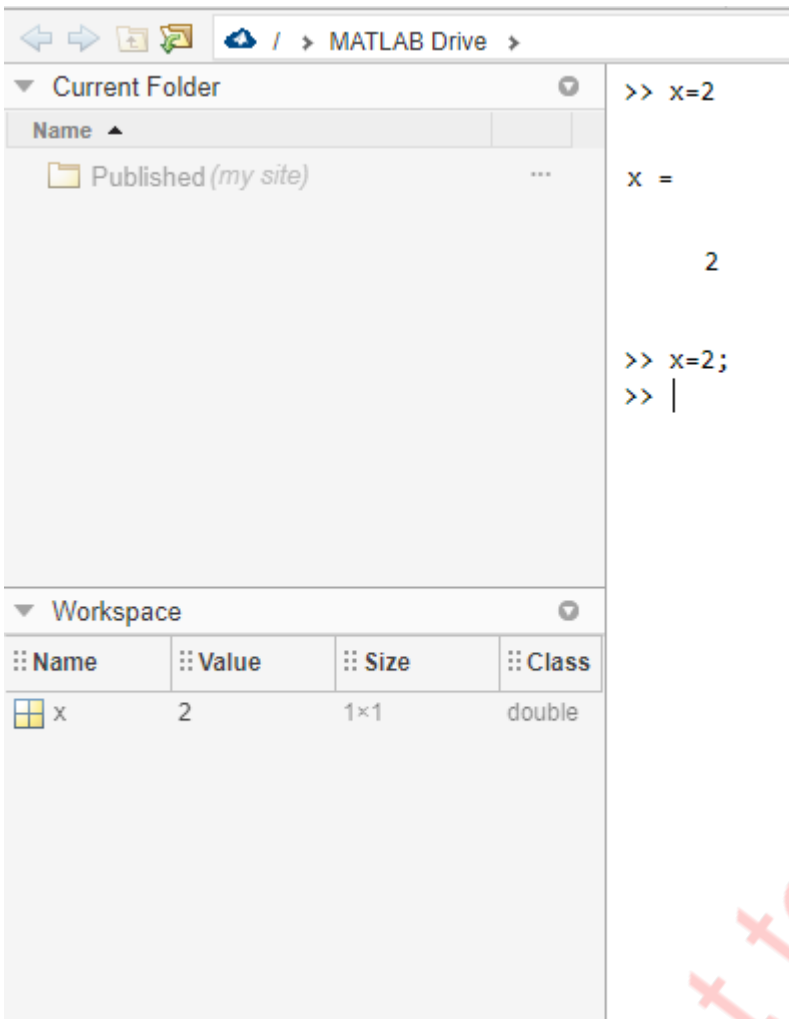 / > MATLAB Drive >
Current Folder
Name
Published (my site) ...
>> x=2
x =
2
>> x=2;
>>
Workspace
Name Value Size Class
x 2 1×1 double